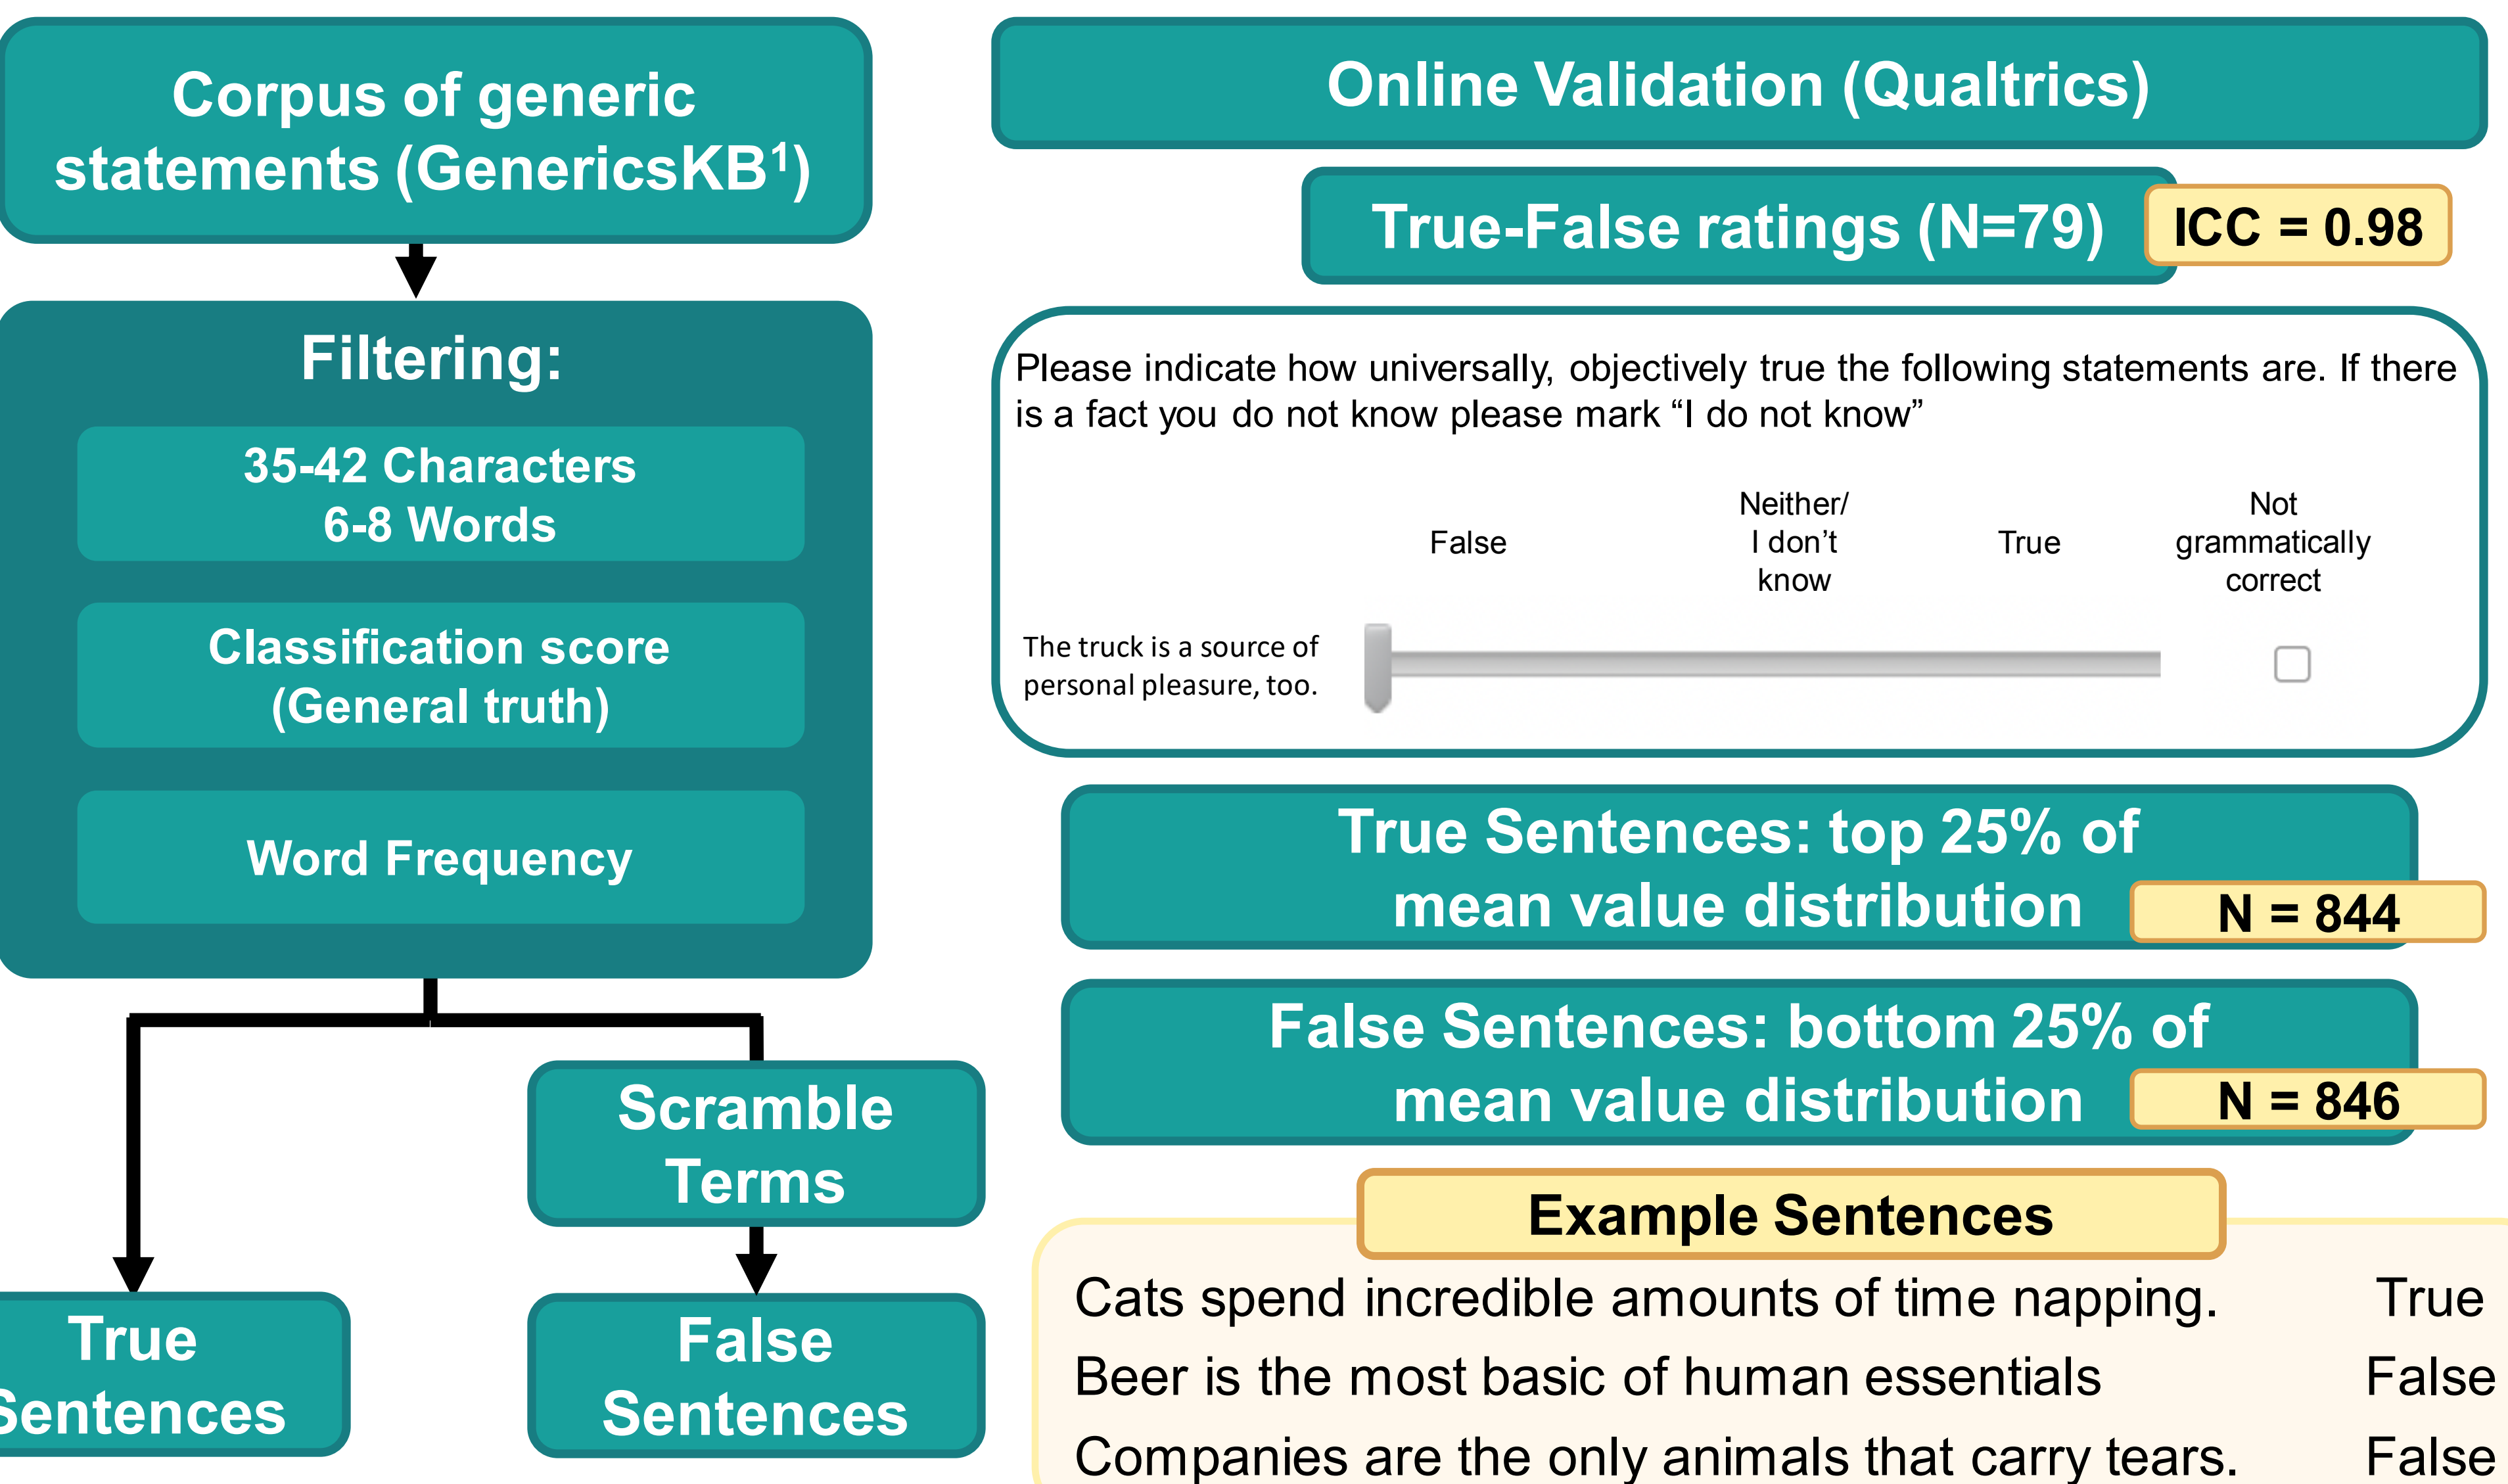 Corpus of generic
statements (GenericsKB¹)
Filtering:
35-42 Characters
6-8 Words
Classification score
(General truth)
Word Frequency
Scramble
Terms
True
Sentences
False
Sentences
Online Validation (Qualtrics)
True-False ratings (N=79)
ICC = 0.98
Please indicate how universally, objectively true the following statements are. If there
is a fact you do not know please mark “I do not know”
False
Neither/
I don’t
know
True
Not
grammatically
correct
The truck is a source of
personal pleasure, too.
True Sentences: top 25% of
mean value distribution
N = 844
False Sentences: bottom 25% of
mean value distribution
N = 846
Example Sentences
Cats spend incredible amounts of time napping. True
Beer is the most basic of human essentials False
Companies are the only animals that carry tears. False